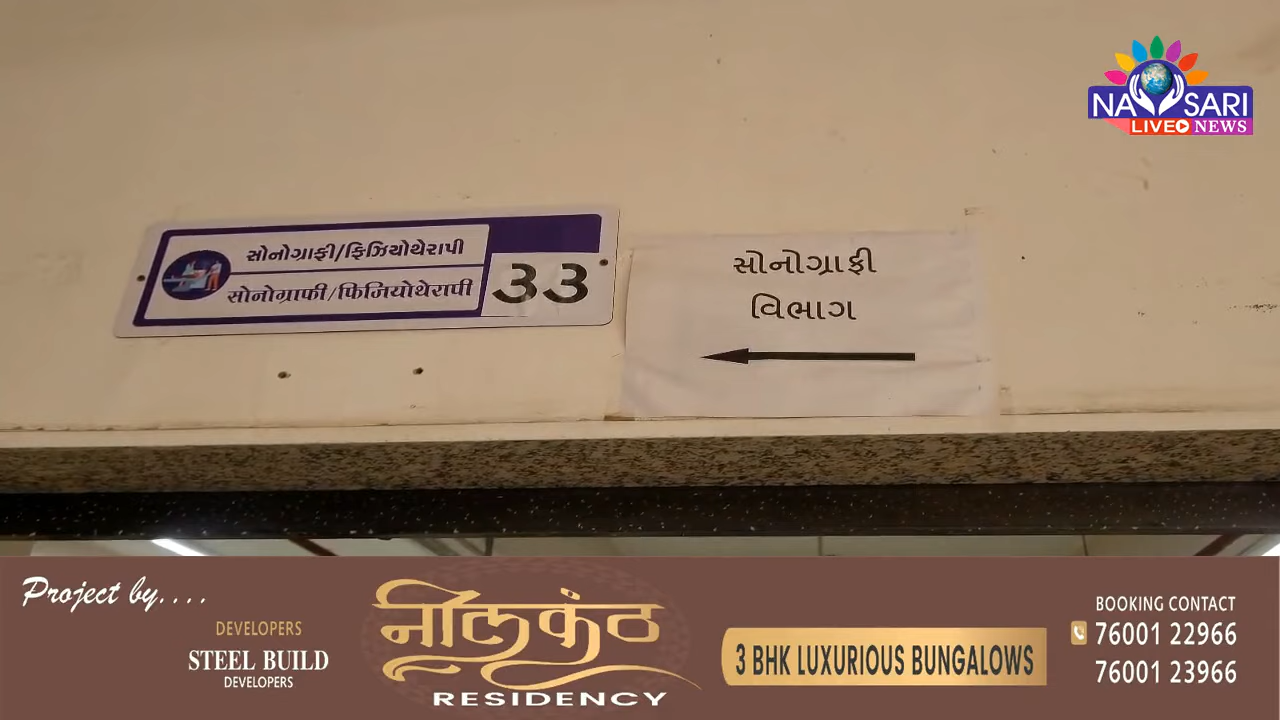 NAVSARI
LIVE NEWS
સોનોગ્રાફી/ફિઝિયોથેરાપી
સોનોગ્રાફી/ફિજિયોથેરાપી
33
સોનોગ્રાફી
વિભાગ
Project by....
DEVELOPERS
STEEL BUILD
DEVELOPERS
नीलकंठ
RESIDENCY
3 BHK LUXURIOUS BUNGALOWS
BOOKING CONTACT
76001 22966
76001 23966